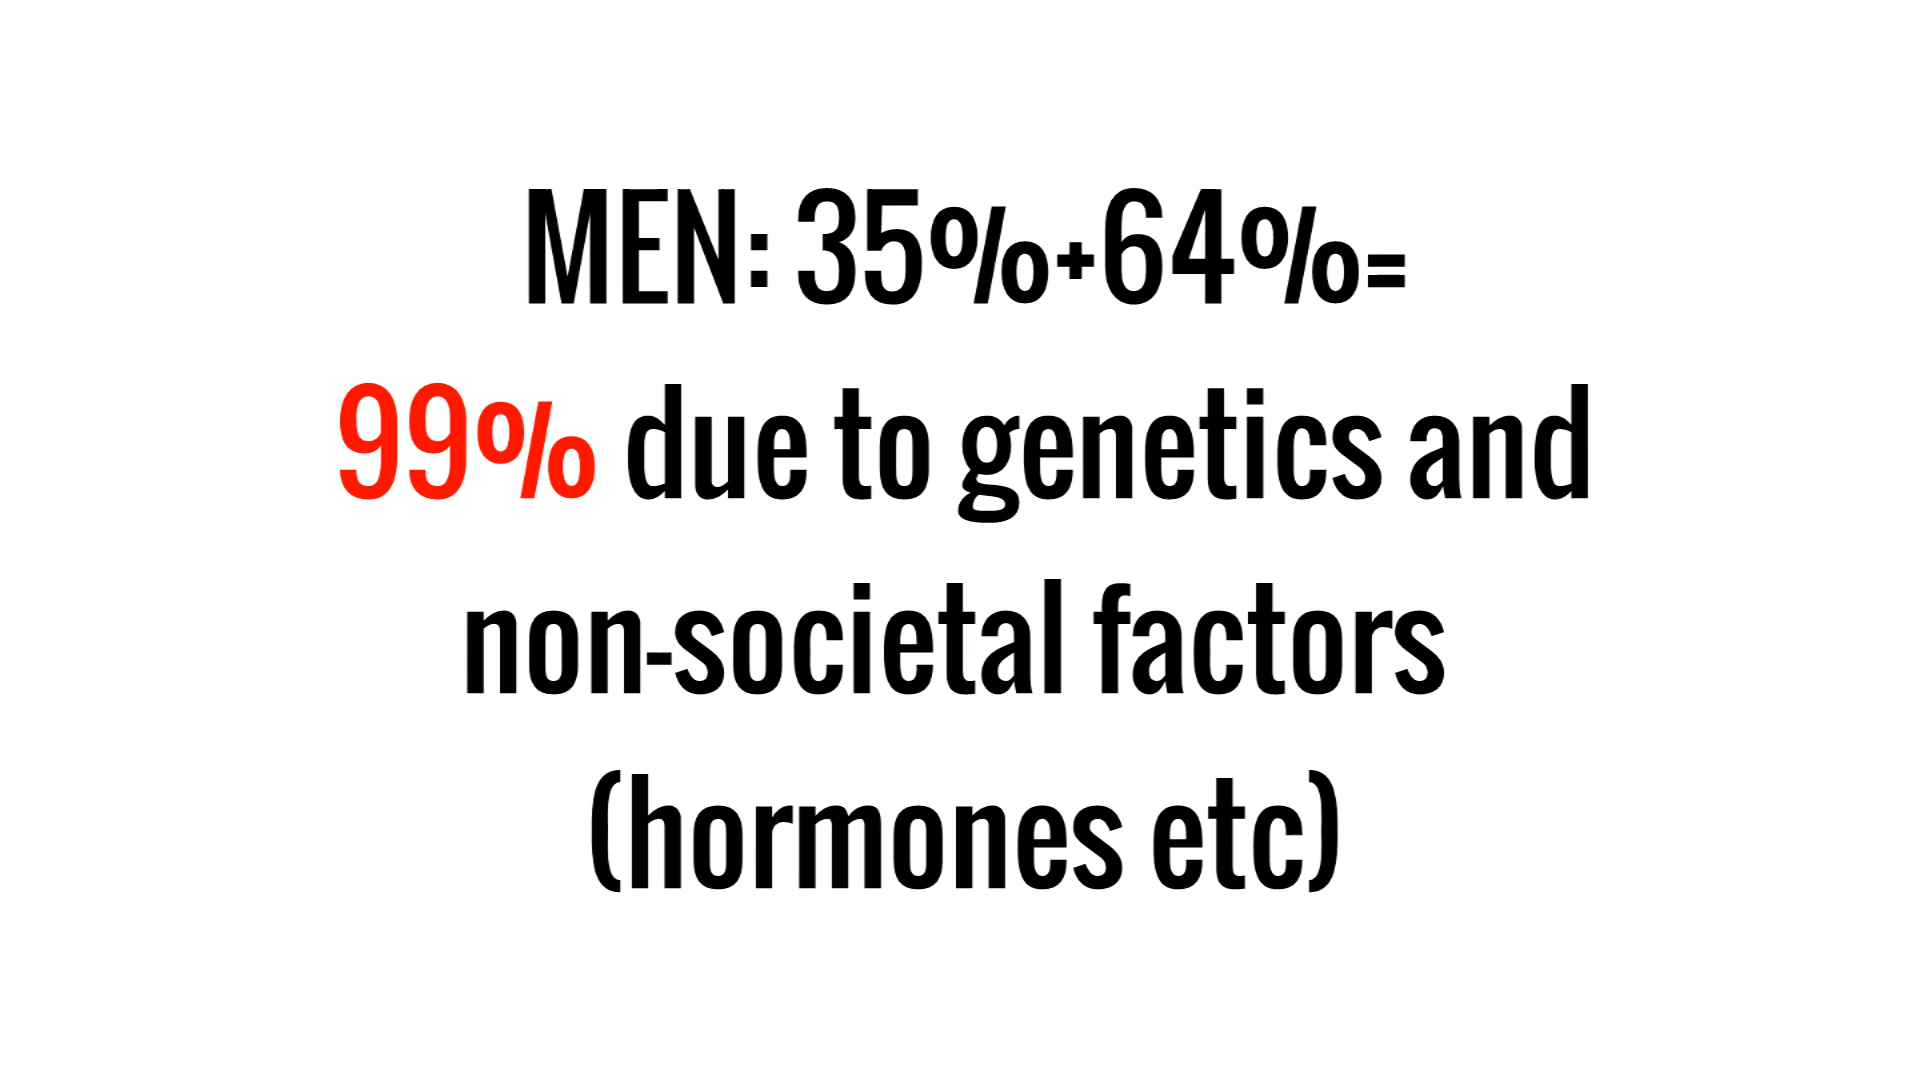 MEN: 35%+64%=
99% due to genetics and
non-societal factors
(hormones etc)